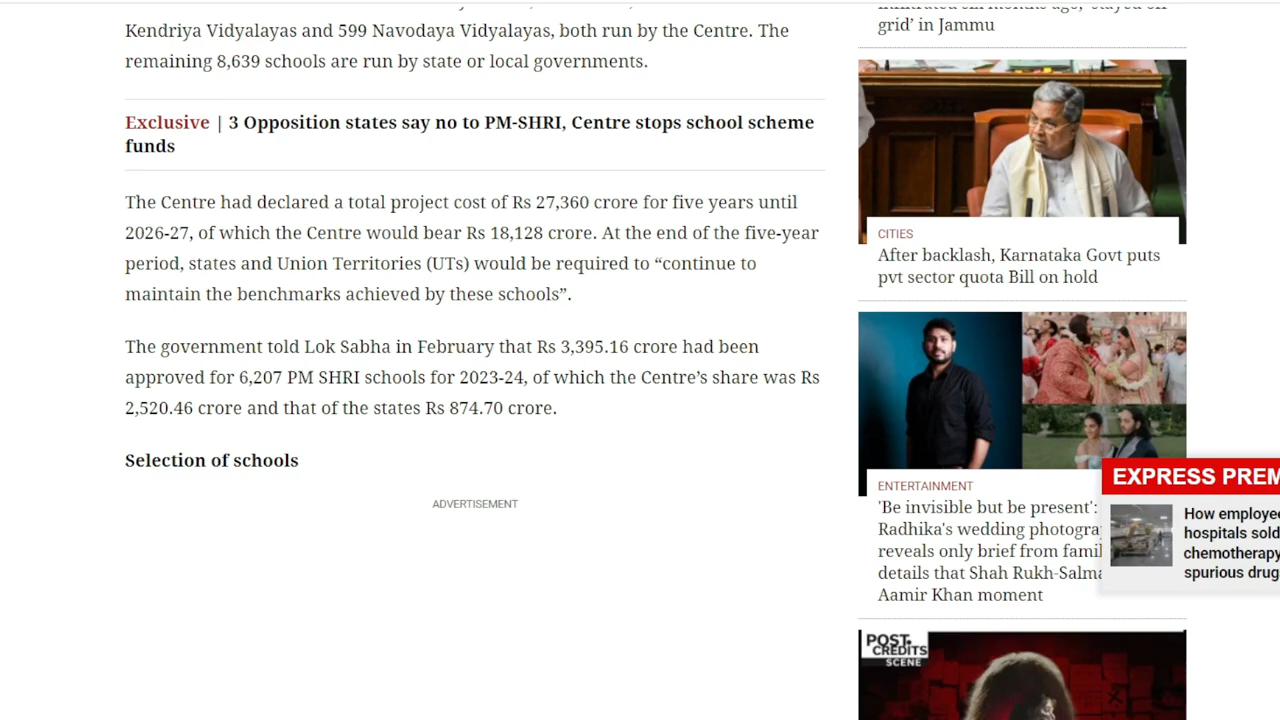 Kendriya Vidyalayas and 599 Navodaya Vidyalayas, both run by the Centre. The
remaining 8,639 schools are run by state or local governments.
Exclusive | 3 Opposition states say no to PM-SHRI, Centre stops school scheme
funds
The Centre had declared a total project cost of Rs 27,360 crore for five years until
2026-27, of which the Centre would bear Rs 18,128 crore. At the end of the five-year
period, states and Union Territories (UTs) would be required to “continue to
maintain the benchmarks achieved by these schools”.
The government told Lok Sabha in February that Rs 3,395.16 crore had been
approved for 6,207 PM SHRI schools for 2023-24, of which the Centre’s share was Rs
2,520.46 crore and that of the states Rs 874.70 crore.
Selection of schools
ADVERTISEMENT
infiltrated six months ago, ‘stayed off
grid’ in Jammu
CITIES
After backlash, Karnataka Govt puts
pvt sector quota Bill on hold
ENTERTAINMENT
'Be invisible but be present':
Radhika's wedding
reveals only brief from
details that Shah
Aamir Khan moment
EXPRESS
How
hospitals sold
chemotherapy
spurious
POST
CREDITS
SCENE